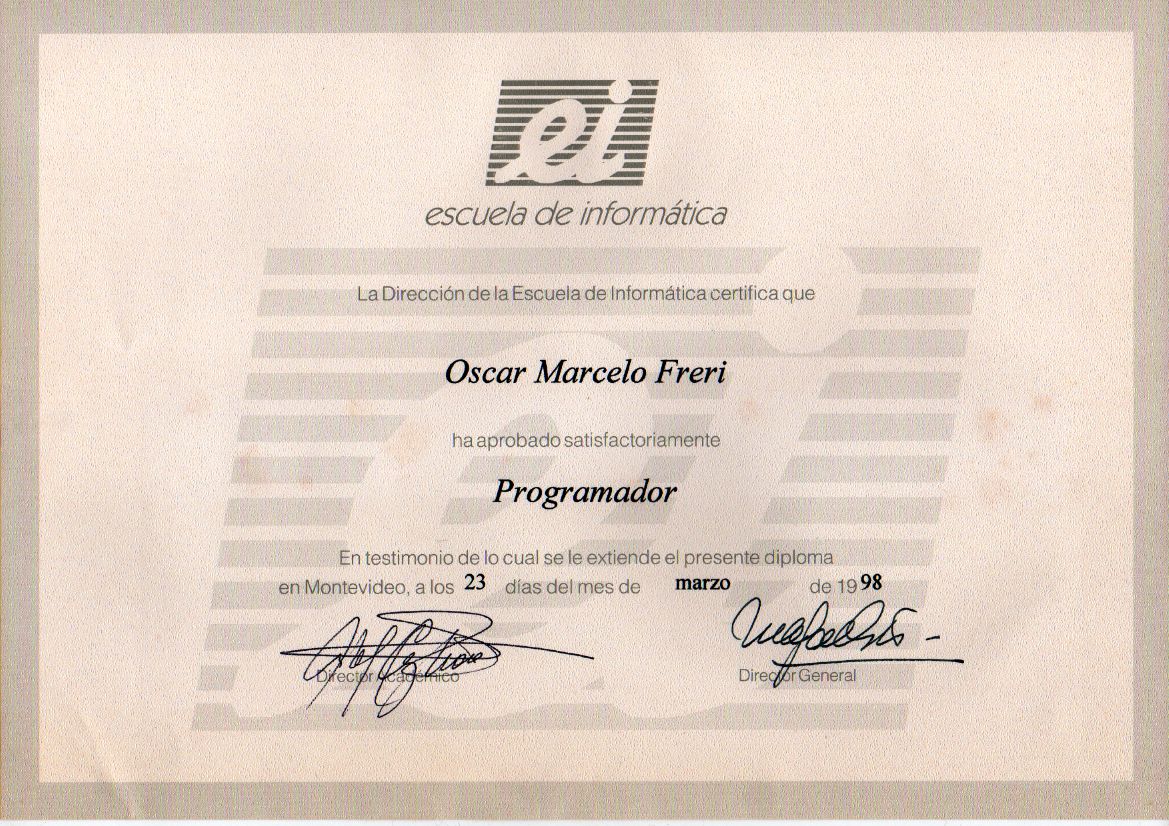 ei
escuela de informática
La Dirección de la Escuela de Informática certifica que
Oscar Marcelo Freri
ha aprobado satisfactoriamente
Programador
En testimonio de lo cual se le extiende el presente diploma
en Montevideo, a los 23 días del mes de marzo de 1998
Director Académico Director General